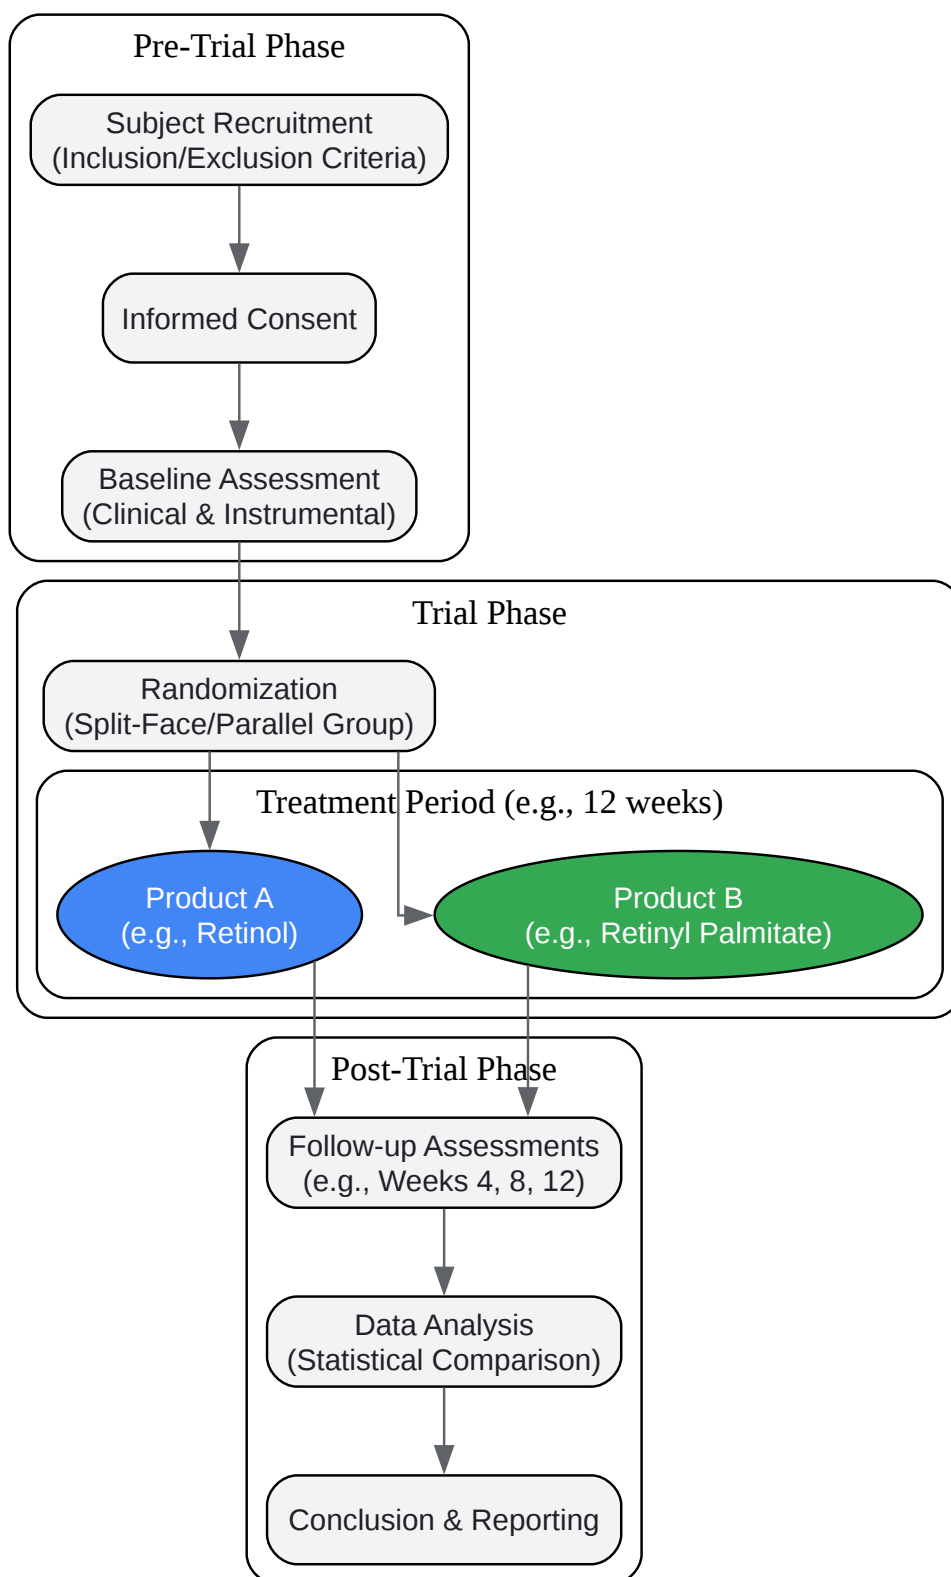 Pre-Trial Phase
Subject Recruitment
(Inclusion/Exclusion Criteria)
Informed Consent
Baseline Assessment
(Clinical & Instrumental)
Trial Phase
Randomization
(Split-Face/Parallel Group)
Treatment Period (e.g., 12 weeks)
Product A
(e.g., Retinol)
Product B
(e.g., Retinyl Palmitate)
Post-Trial Phase
Follow-up Assessments
(e.g., Weeks 4, 8, 12)
Data Analysis
(Statistical Comparison)
Conclusion & Reporting